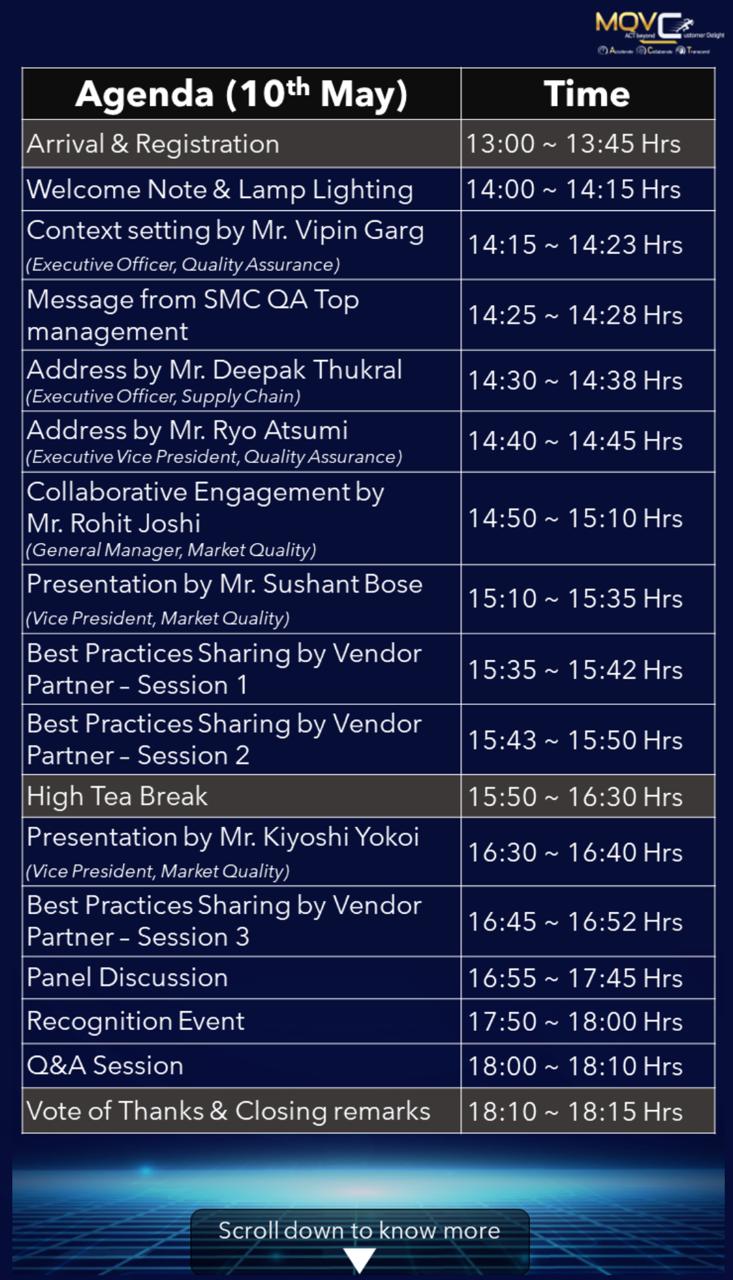 MQVC
ACT beyond Customer Delight
Accelerate Collaborate Transcend
Agenda (10th May) Time
Arrival & Registration 13:00 ~ 13:45 Hrs
Welcome Note & Lamp Lighting 14:00 ~ 14:15 Hrs
Context setting by Mr. Vipin Garg
(Executive Officer, Quality Assurance) 14:15 ~ 14:23 Hrs
Message from SMC QA Top
management 14:25 ~ 14:28 Hrs
Address by Mr. Deepak Thukral
(Executive Officer, Supply Chain) 14:30 ~ 14:38 Hrs
Address by Mr. Ryo Atsumi
(Executive Vice President, Quality Assurance) 14:40 ~ 14:45 Hrs
Collaborative Engagement by
Mr. Rohit Joshi 14:50 ~ 15:10 Hrs
(General Manager, Market Quality)
Presentation by Mr. Sushant Bose
(Vice President, Market Quality) 15:10 ~ 15:35 Hrs
Best Practices Sharing by Vendor
Partner – Session 1 15:35 ~ 15:42 Hrs
Best Practices Sharing by Vendor
Partner – Session 2 15:43 ~ 15:50 Hrs
High Tea Break 15:50 ~ 16:30 Hrs
Presentation by Mr. Kiyoshi Yokoi
(Vice President, Market Quality) 16:30 ~ 16:40 Hrs
Best Practices Sharing by Vendor
Partner – Session 3 16:45 ~ 16:52 Hrs
Panel Discussion 16:55 ~ 17:45 Hrs
Recognition Event 17:50 ~ 18:00 Hrs
Q&A Session 18:00 ~ 18:10 Hrs
Vote of Thanks & Closing remarks 18:10 ~ 18:15 Hrs
Scroll down to know more